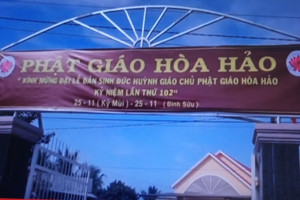 PHẬT GIÁO HÒA HẢO
"KÍNH MỪNG ĐẠI LỄ ĐẢN SINH ĐỨC HUỲNH GIÁO CHỦ PHẬT GIÁO HÒA HẢO
KỶ NIỆM LẦN THỨ 102"
25 - 11 ( Kỷ Mùi ) - 25 - 11 ( Đinh Sửu )